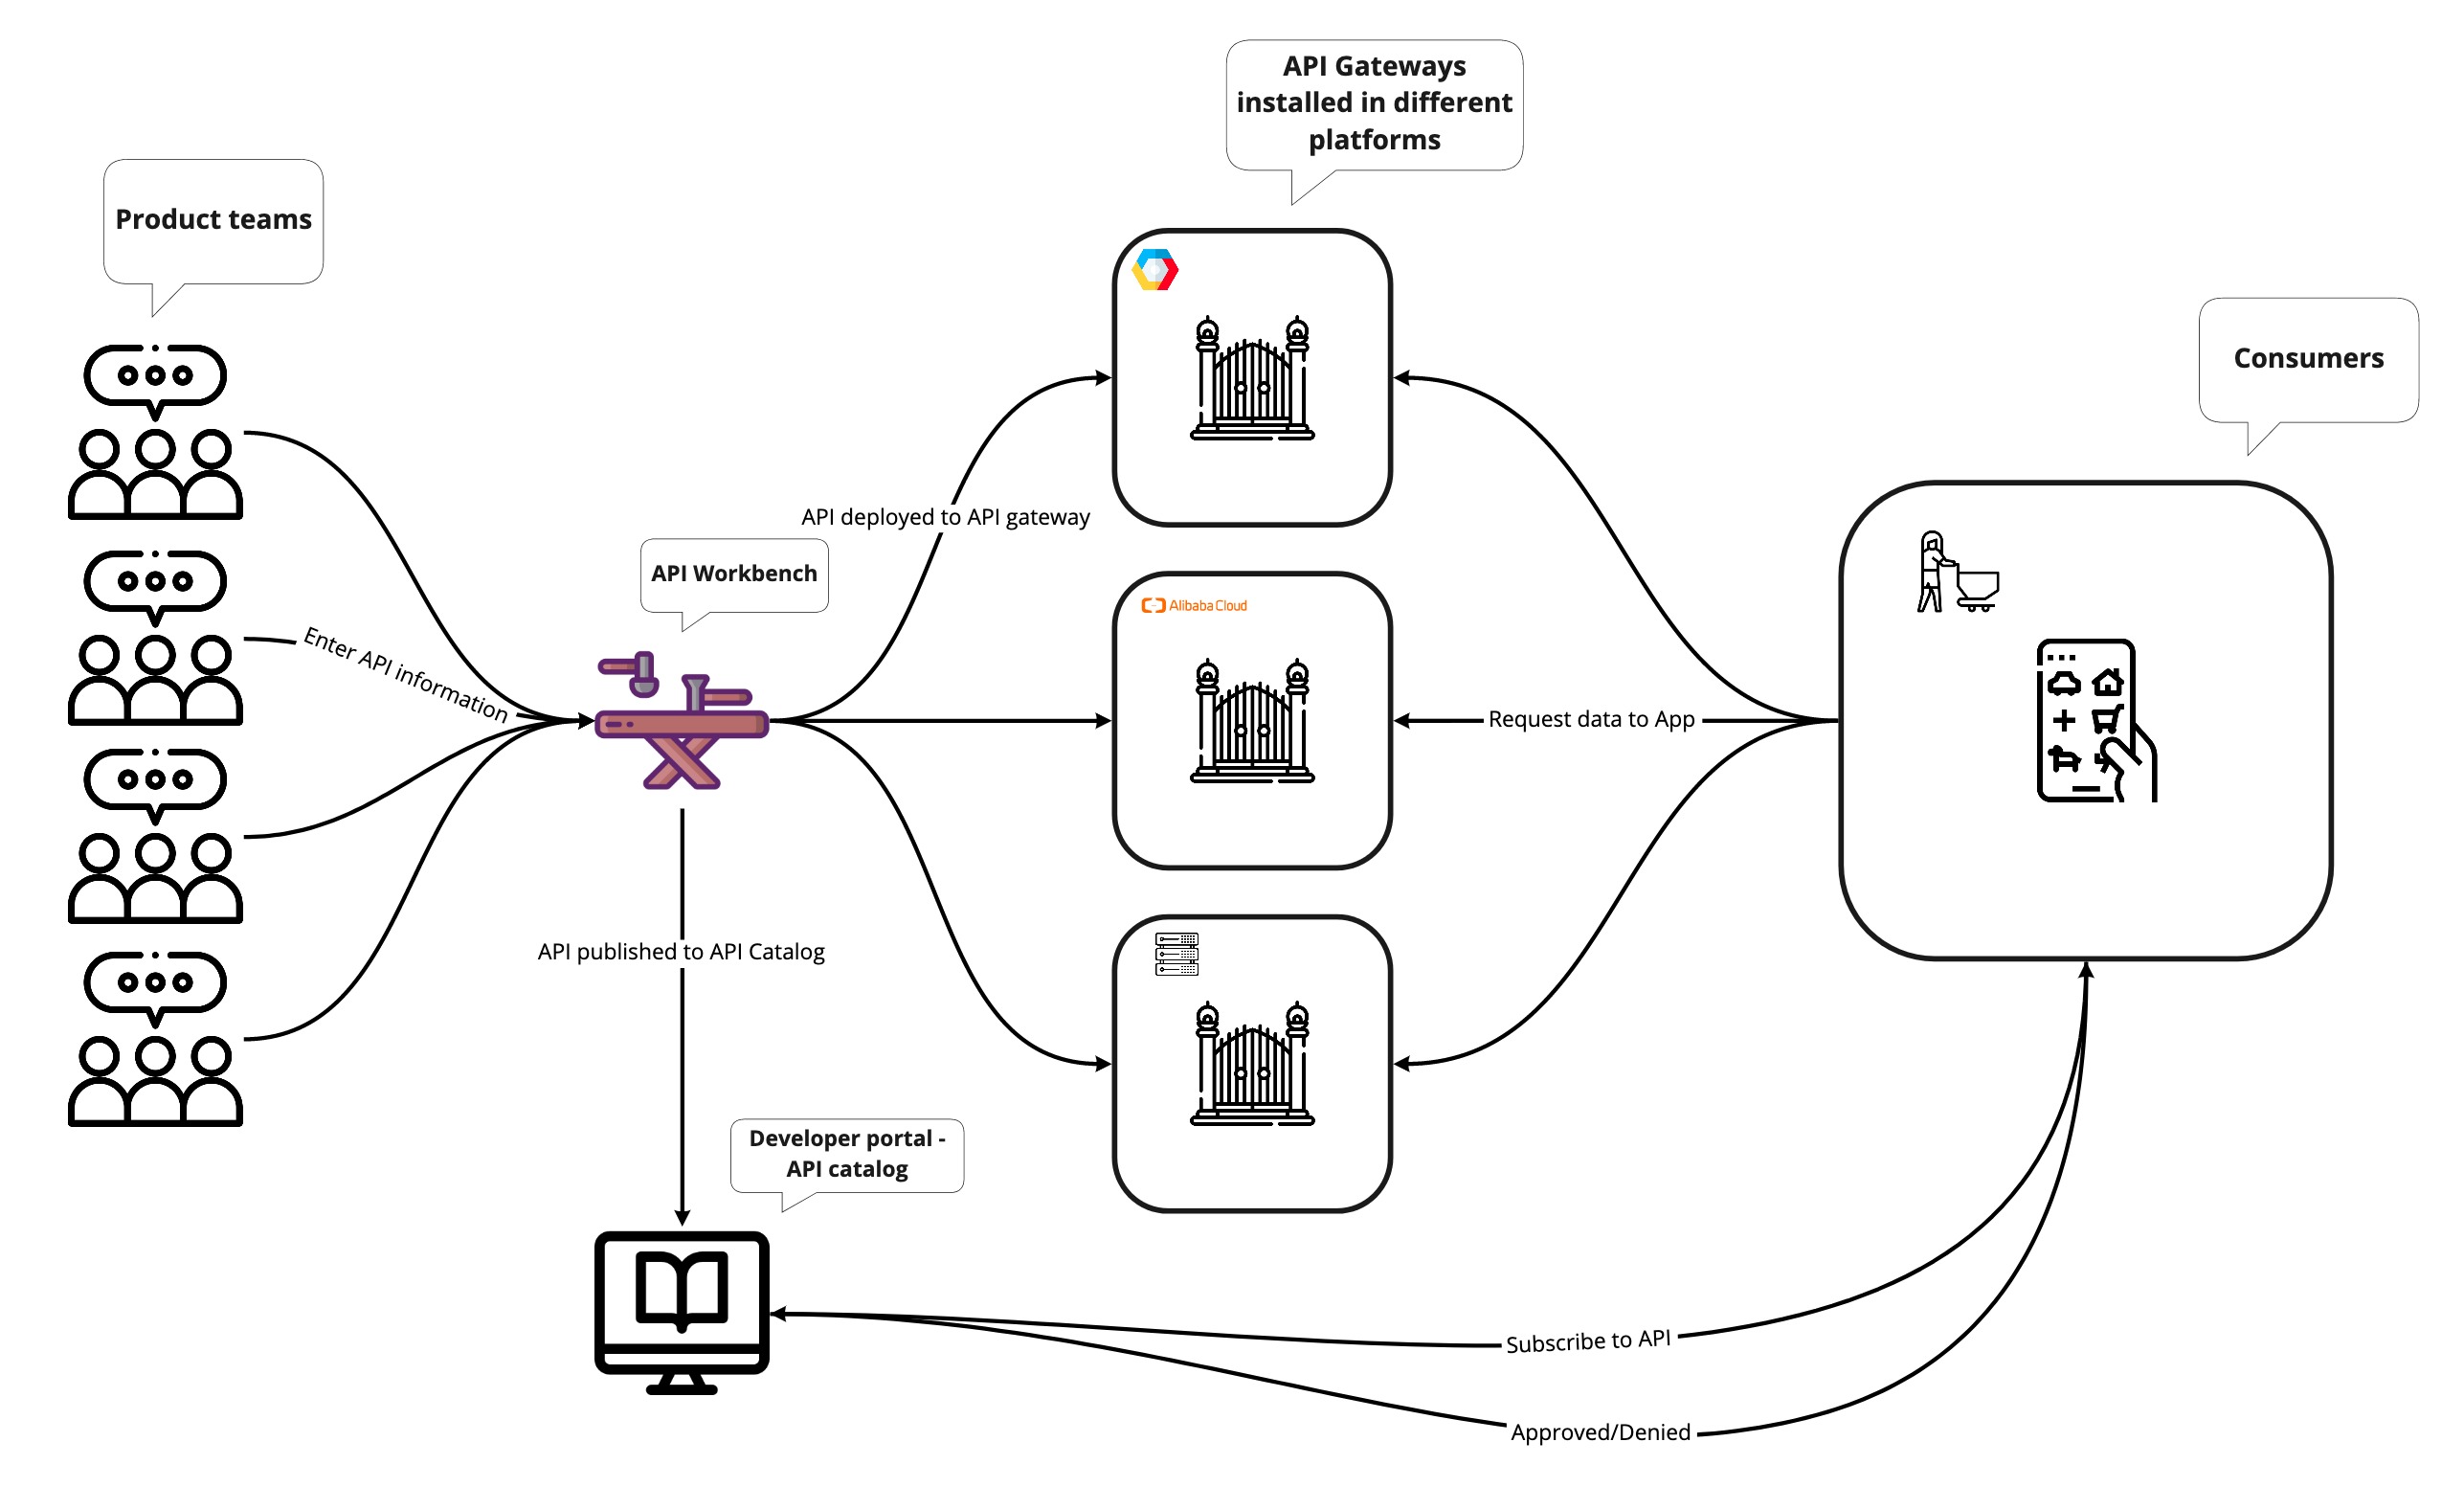 API Gateways
installed in different
platforms
Product teams
Consumers
API deployed to API gateway
API Workbench
Alibaba Cloud
Enter API information
Request data to App
API published to API Catalog
Developer portal -
API catalog
Subscribe to API
Approved/Denied